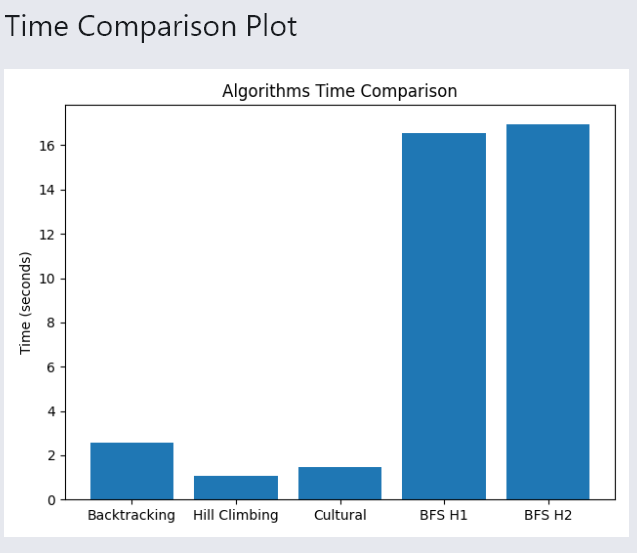 Time Comparison Plot
Algorithms Time Comparison
Time (seconds)
16
14
12
10
8
6
4
2
0
Backtracking Hill Climbing Cultural BFS H1 BFS H2